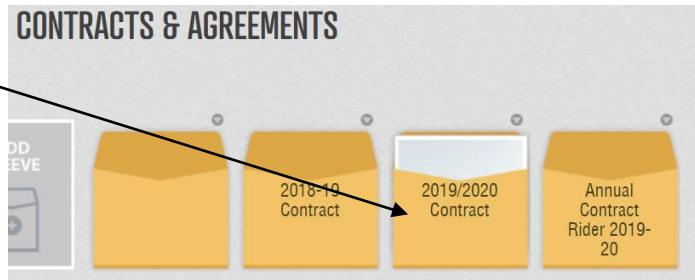 CONTRACTS & AGREEMENTS
2018-19
Contract
2019/2020
Contract
Annual
Contract
Rider 2019-
20